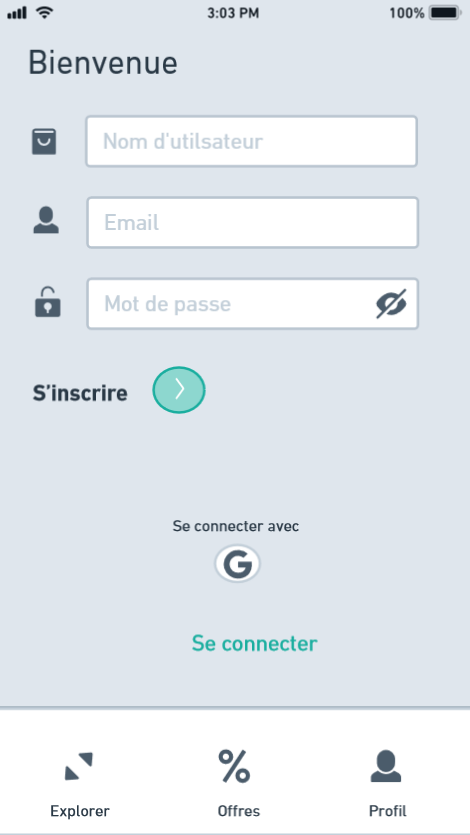 3:03 PM 100%
Bienvenue
Nom d'utilsateur
Email
Mot de passe
S'inscrire
Se connecter avec
G
Se connecter
%
Explorer Offres Profil